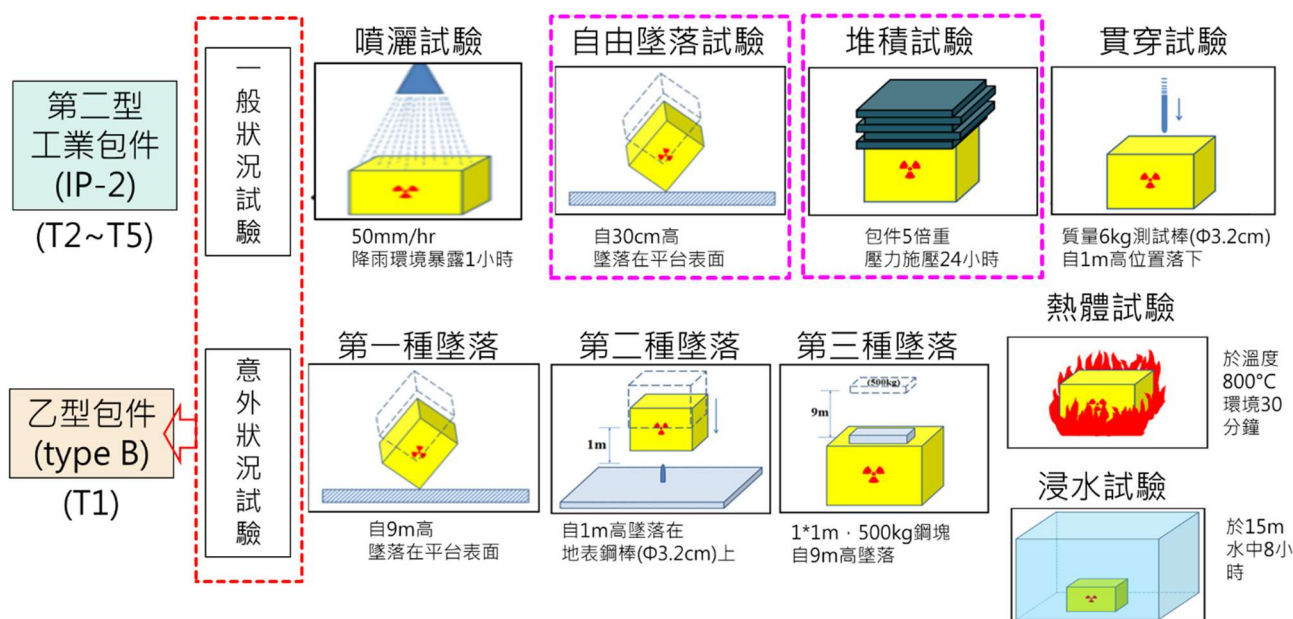 第二型
工業包件
(IP-2)
(T2~T5)
一般狀況試驗
噴灑試驗
50mm/hr
降雨環境暴露1小時
自由墜落試驗
自30cm高
墜落在平台表面
堆積試驗
包件5倍重
壓力施壓24小時
貫穿試驗
質量6kg測試棒(Φ3.2cm)
自1m高位置落下
乙型包件
(type B)
(T1)
意外狀況試驗
第一種墜落
自9m高
墜落在平台表面
第二種墜落
1m
自1m高墜落在
地表鋼棒(Φ3.2cm)上
第三種墜落
(500kg)
9m
1*1m,500kg鋼塊
自9m高墜落
熱體試驗
於溫度
800°C
環境30
分鐘
浸水試驗
於15m
水中8小
時